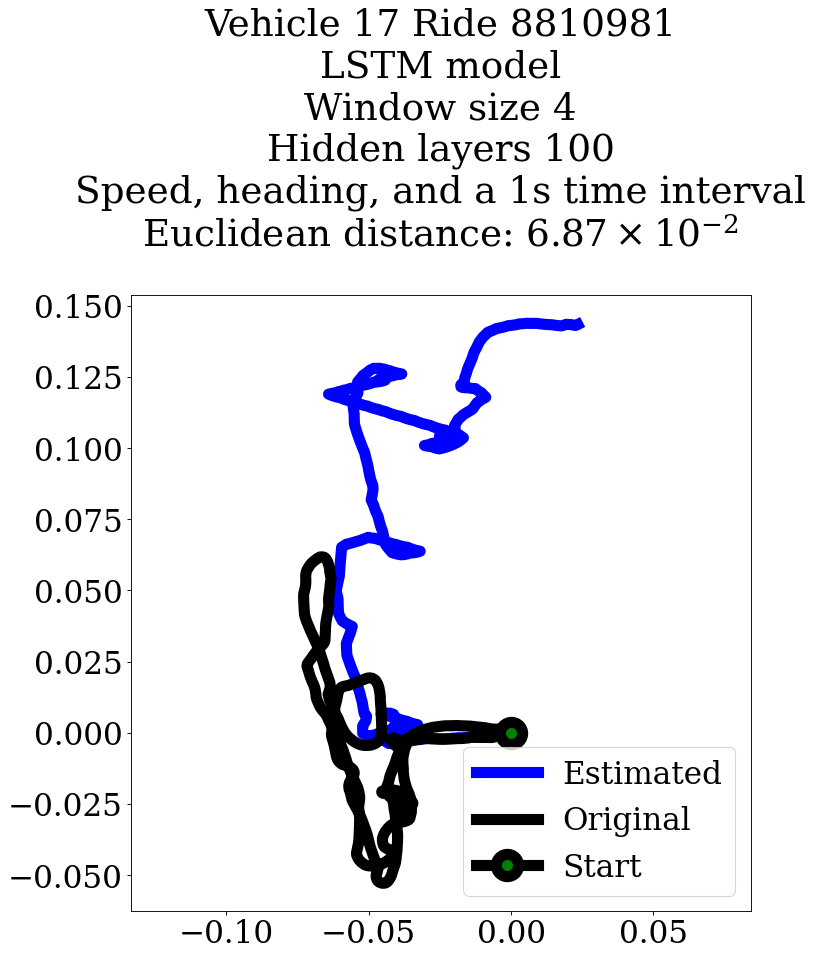 Vehicle 17 Ride 8810981
LSTM model
Window size 4
Hidden layers 100
Speed, heading, and a 1s time interval
Euclidean distance: 6.87 × 10⁻²
0.150
0.125
0.100
0.075
0.050
0.025
0.000
−0.025
−0.050
Estimated
Original
Start
−0.10
−0.05
0.00
0.05